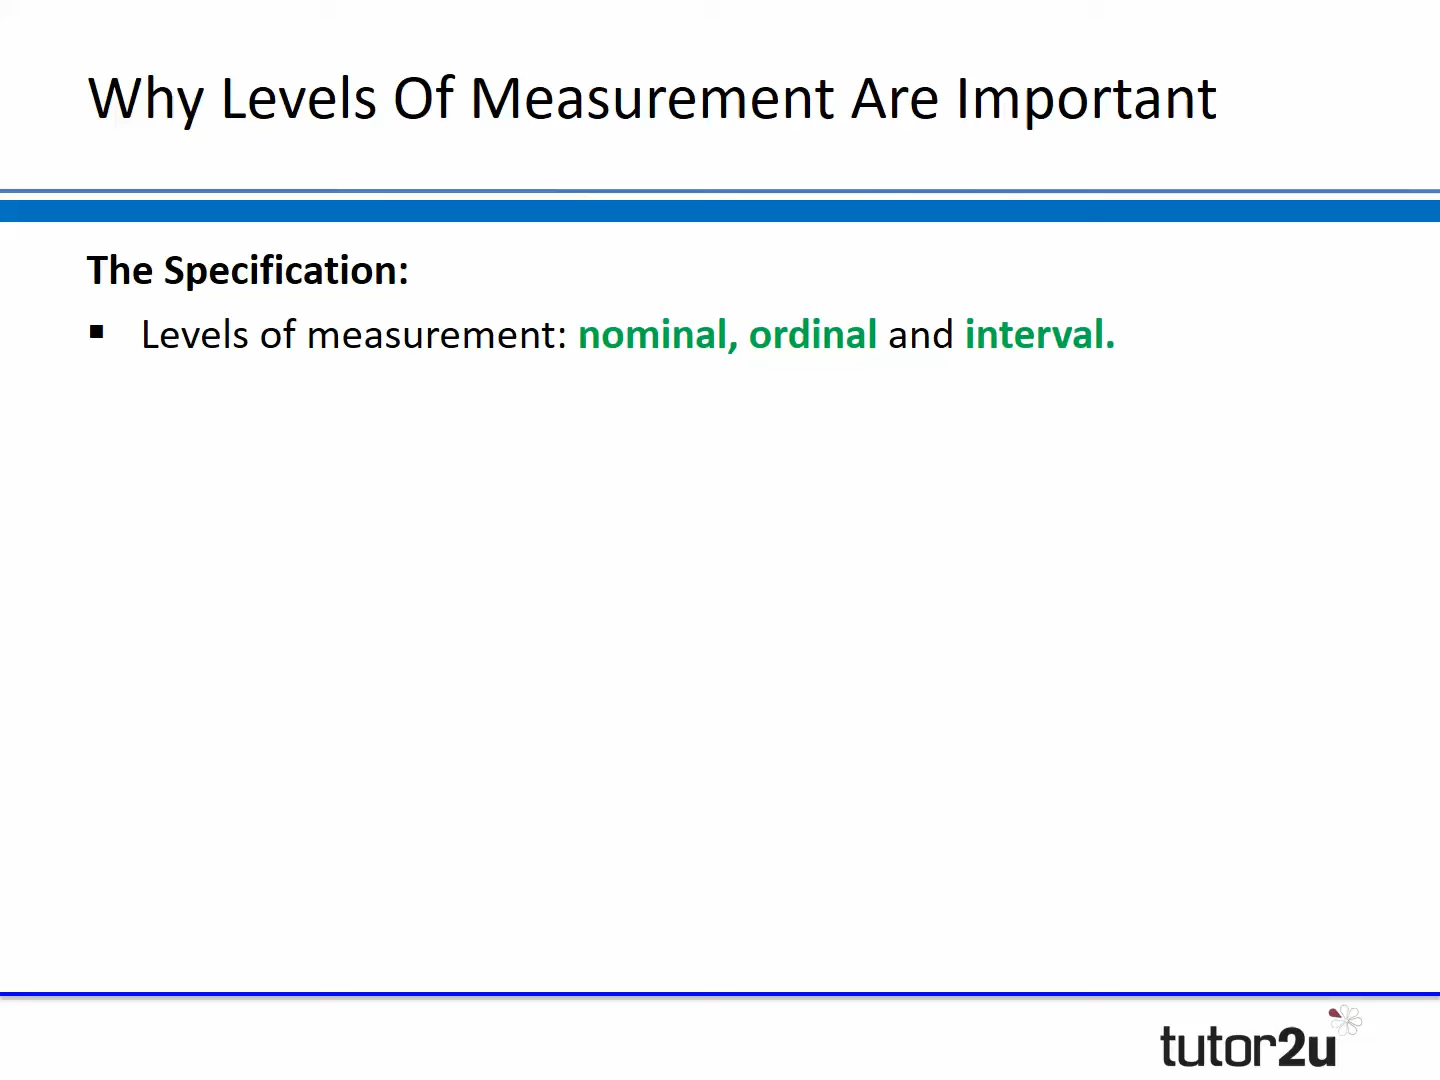 Why Levels Of Measurement Are Important
The Specification:
▪ Levels of measurement: nominal, ordinal and interval.
tutor2u